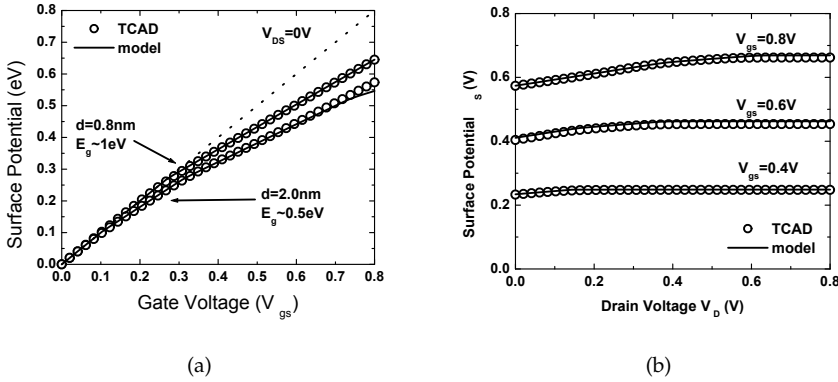 0.8
0.7
0.6
0.5
0.4
0.3
0.2
0.1
0.0
Surface Potential (eV)
TCAD
model
V_DS=0V
d=0.8nm
E_g~1eV
d=2.0nm
E_g~0.5eV
0.0 0.1 0.2 0.3 0.4 0.5 0.6 0.7 0.8
Gate Voltage (V_gs)
(a)
0.8
0.6
0.4
0.2
0.0
Surface Potential _s (V)
V_gs=0.8V
V_gs=0.6V
V_gs=0.4V
TCAD
model
0.0 0.2 0.4 0.6 0.8
Drain Voltage V_D (V)
(b)